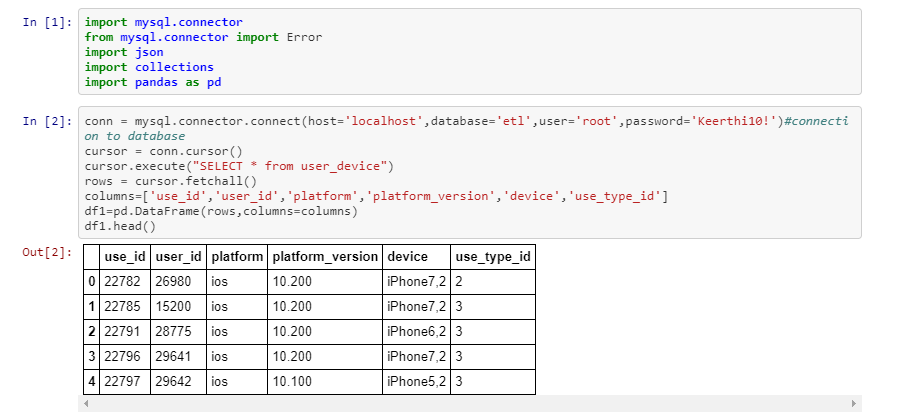 In [1]: import mysql.connector
from mysql.connector import Error
import json
import collections
import pandas as pd
In [2]: conn = mysql.connector.connect(host='localhost',database='etl',user='root',password='Keerthi10!')#connecti
on to database
cursor = conn.cursor()
cursor.execute("SELECT * from user_device")
rows = cursor.fetchall()
columns=['use_id','user_id','platform','platform_version','device','use_type_id']
df1=pd.DataFrame(rows,columns=columns)
df1.head()
Out[2]: use_id user_id platform platform_version device use_type_id
0 22782 26980 ios 10.200 iPhone7,2 2
1 22785 15200 ios 10.200 iPhone7,2 3
2 22791 28775 ios 10.200 iPhone6,2 3
3 22796 29641 ios 10.200 iPhone7,2 3
4 22797 29642 ios 10.100 iPhone5,2 3